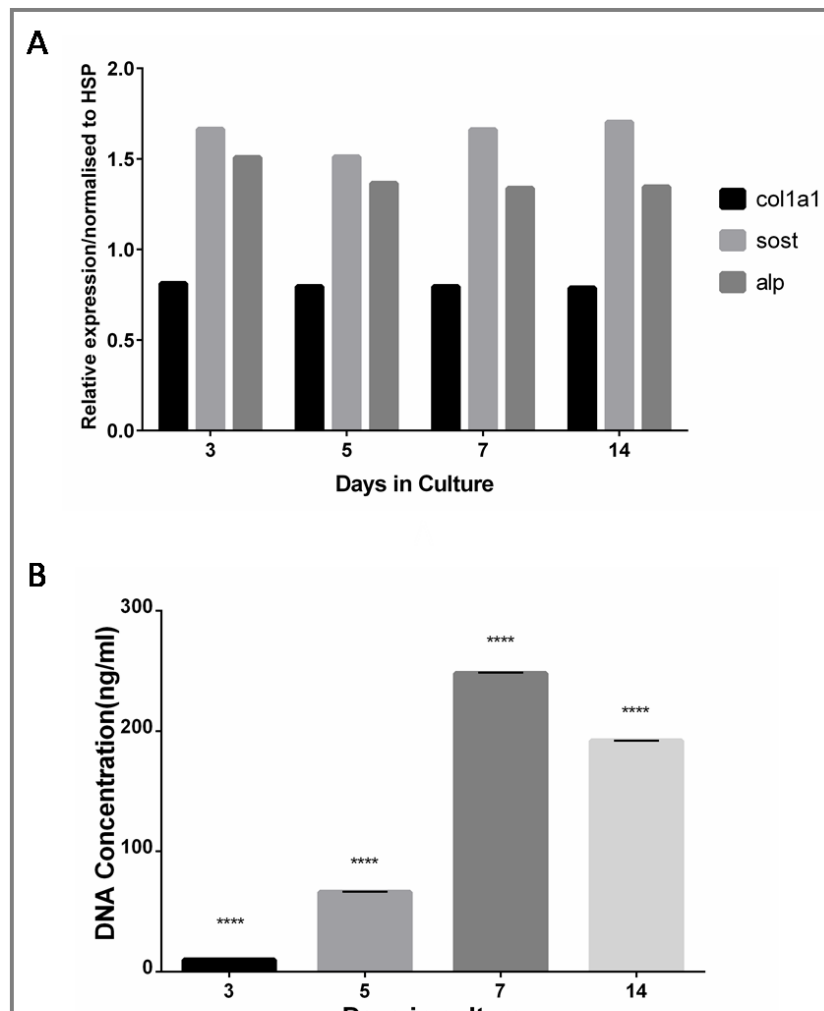 A
Relative expression/normalised to HSP
2.0
1.5
1.0
0.5
0.0
3 5 7 14
Days in Culture
col1a1
sost
alp
B
DNA Concentration(ng/ml)
300
200
100
0
****
****
****
****
3 5 7 14